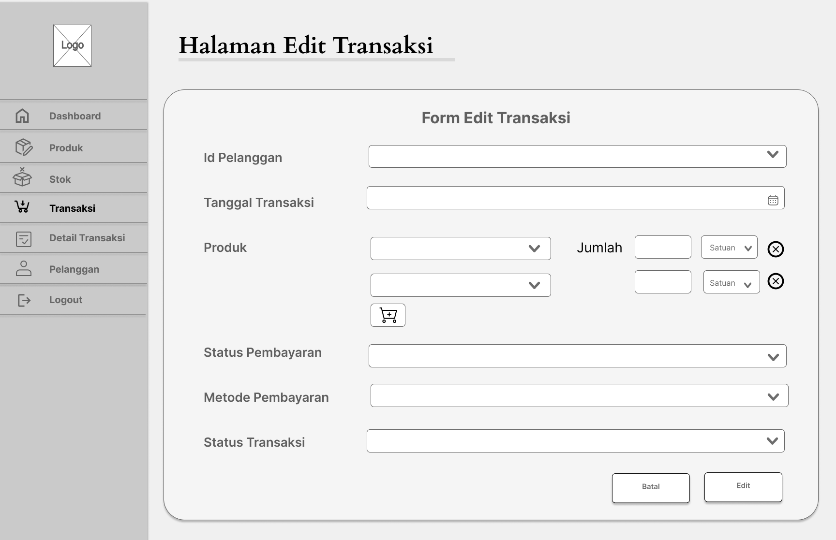 Logo
Halaman Edit Transaksi
Dashboard
Produk
Stok
Transaksi
Detail Transaksi
Pelanggan
Logout
Form Edit Transaksi
Id Pelanggan
Tanggal Transaksi
Produk
Jumlah
Satuan
Satuan
Status Pembayaran
Metode Pembayaran
Status Transaksi
Batal
Edit